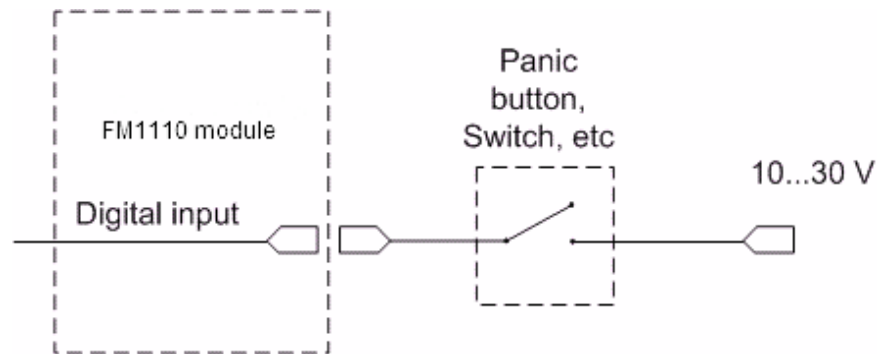 Panic
button,
Switch, etc
FM1110 module
10...30 V
Digital input